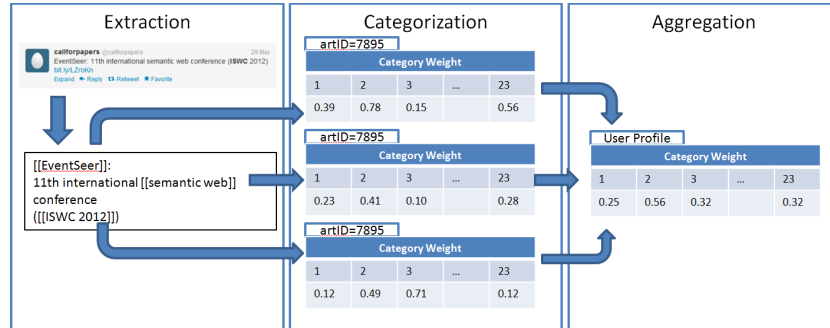 Extraction
callforpapers @callforpapers 29 May
EventSeer: 11th international semantic web conference (ISWC 2012)
bit.ly/LZroKn
Expand Reply Retweet Favorite
[[EventSeer]]:
11th international [[semantic web]]
conference
([[ISWC 2012]])
Categorization
artID=7895
Category Weight
1 2 3 ... 23
0.39 0.78 0.15 0.56
artID=7895
Category Weight
1 2 3 ... 23
0.23 0.41 0.10 0.28
artID=7895
Category Weight
1 2 3 ... 23
0.12 0.49 0.71 0.12
Aggregation
User Profile
Category Weight
1 2 3 ... 23
0.25 0.56 0.32 0.32